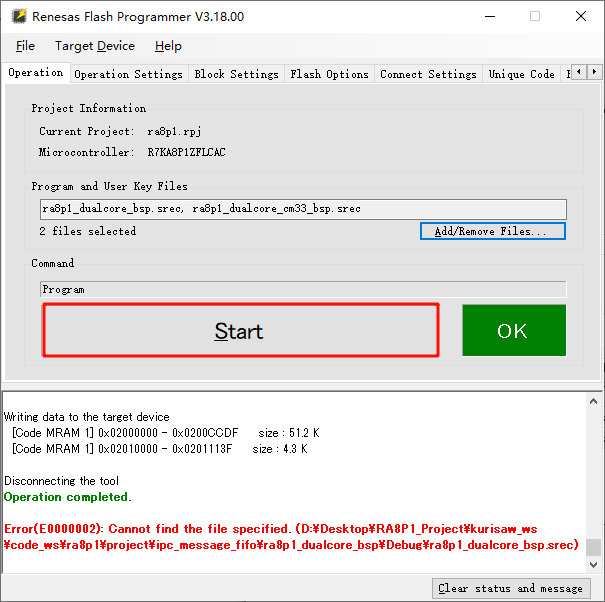 Renesas Flash Programmer V3.18.00
File Target Device Help
Operation Operation Settings Block Settings Flash Options Connect Settings Unique Code
Project Information
Current Project: ra8p1.rpj
Microcontroller: R7KA8P1ZFLCAC
Program and User Key Files
ra8p1_dualcore_bsp.srec, ra8p1_dualcore_cm33_bsp.srec
2 files selected Add/Remove Files...
Command
Program
Start OK
Writing data to the target device
[Code MRAM 1] 0x02000000 - 0x0200CCDF size : 51.2 K
[Code MRAM 1] 0x02010000 - 0x0201113F size : 4.3 K
Disconnecting the tool
Operation completed.
Error(E0000002): Cannot find the file specified. (D:¥Desktop¥RA8P1_Project¥kurisaw_ws
¥code_ws¥ra8p1¥project¥ipc_message_fifo¥ra8p1_dualcore_bsp¥Debug¥ra8p1_dualcore_bsp.srec)
Clear status and message